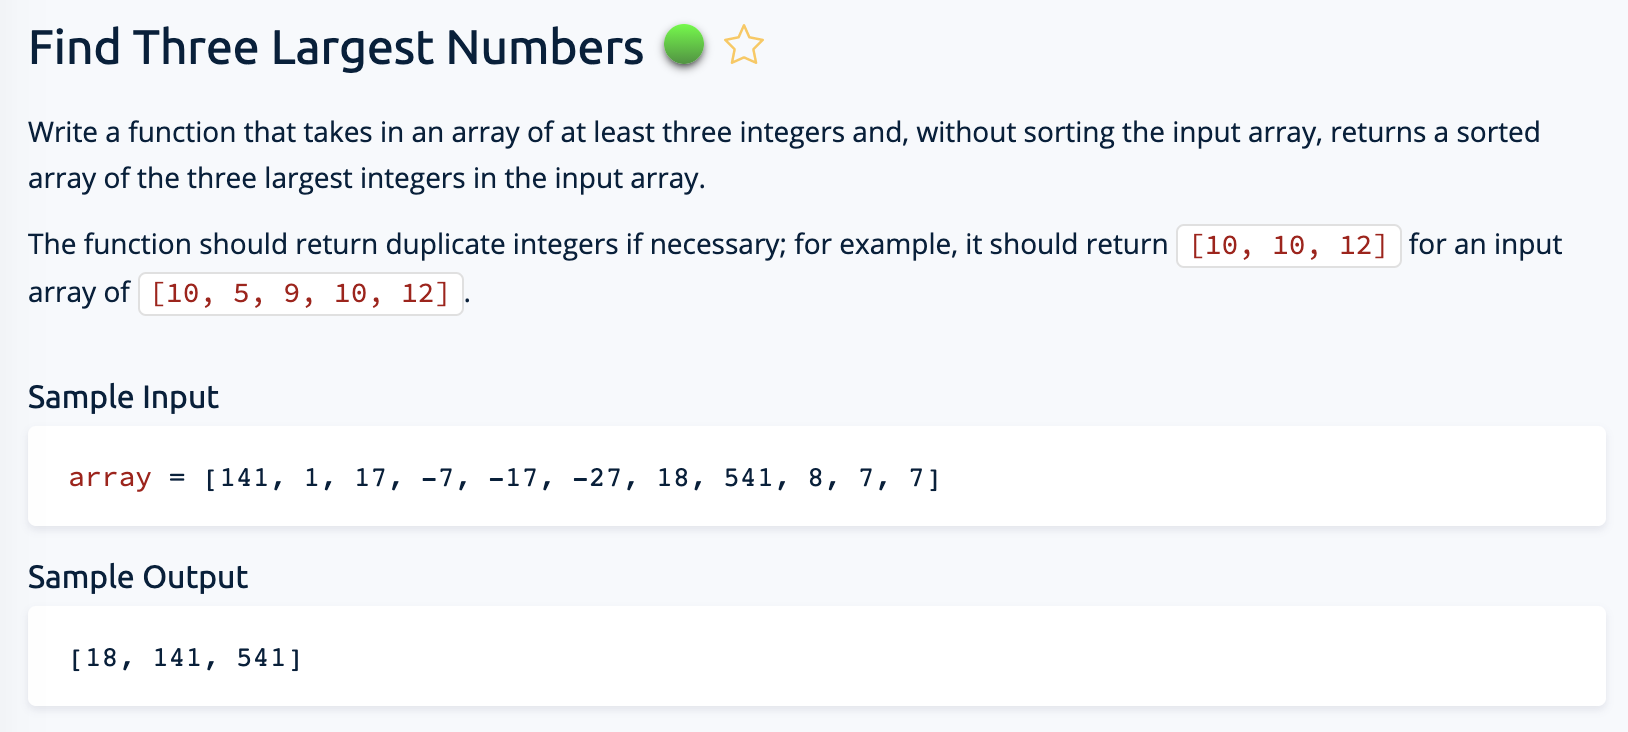 Find Three Largest Numbers
Write a function that takes in an array of at least three integers and, without sorting the input array, returns a sorted
array of the three largest integers in the input array.
The function should return duplicate integers if necessary; for example, it should return [10, 10, 12] for an input
array of [10, 5, 9, 10, 12].
Sample Input
array = [141, 1, 17, -7, -17, -27, 18, 541, 8, 7, 7]
Sample Output
[18, 141, 541]